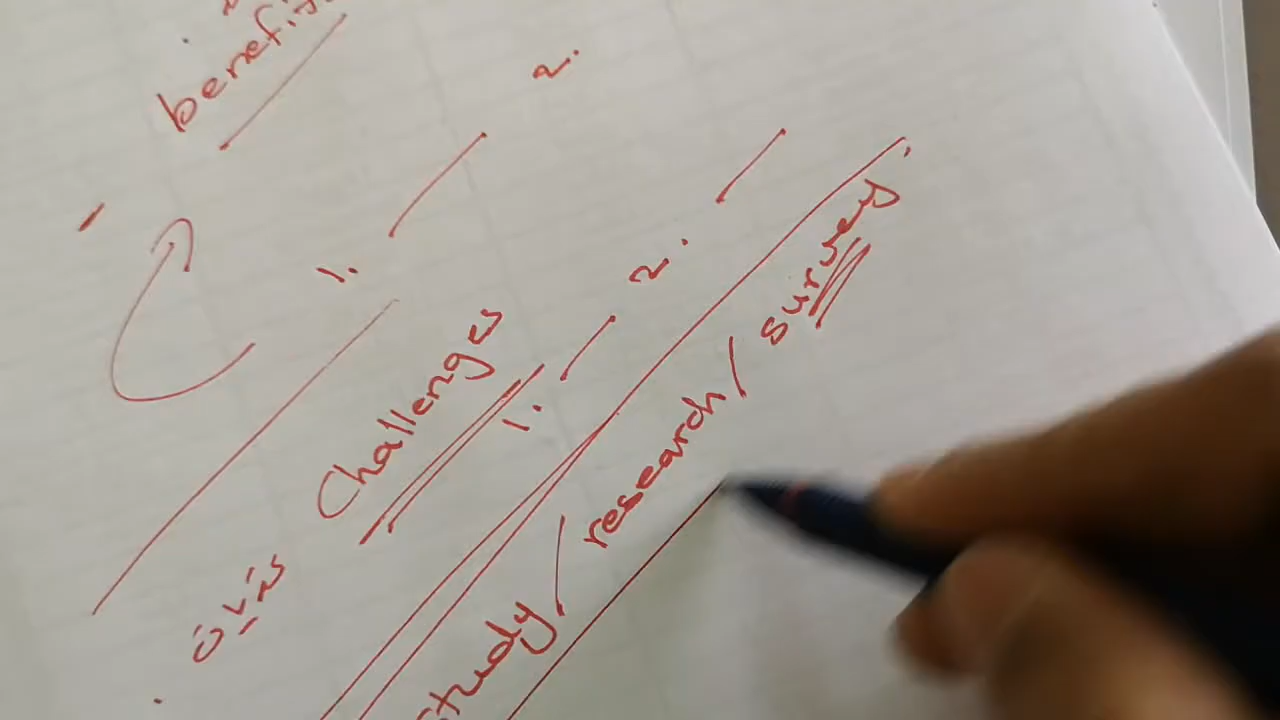 benefits
1.
2.
Challenges
1.
2.
study/research/survey.